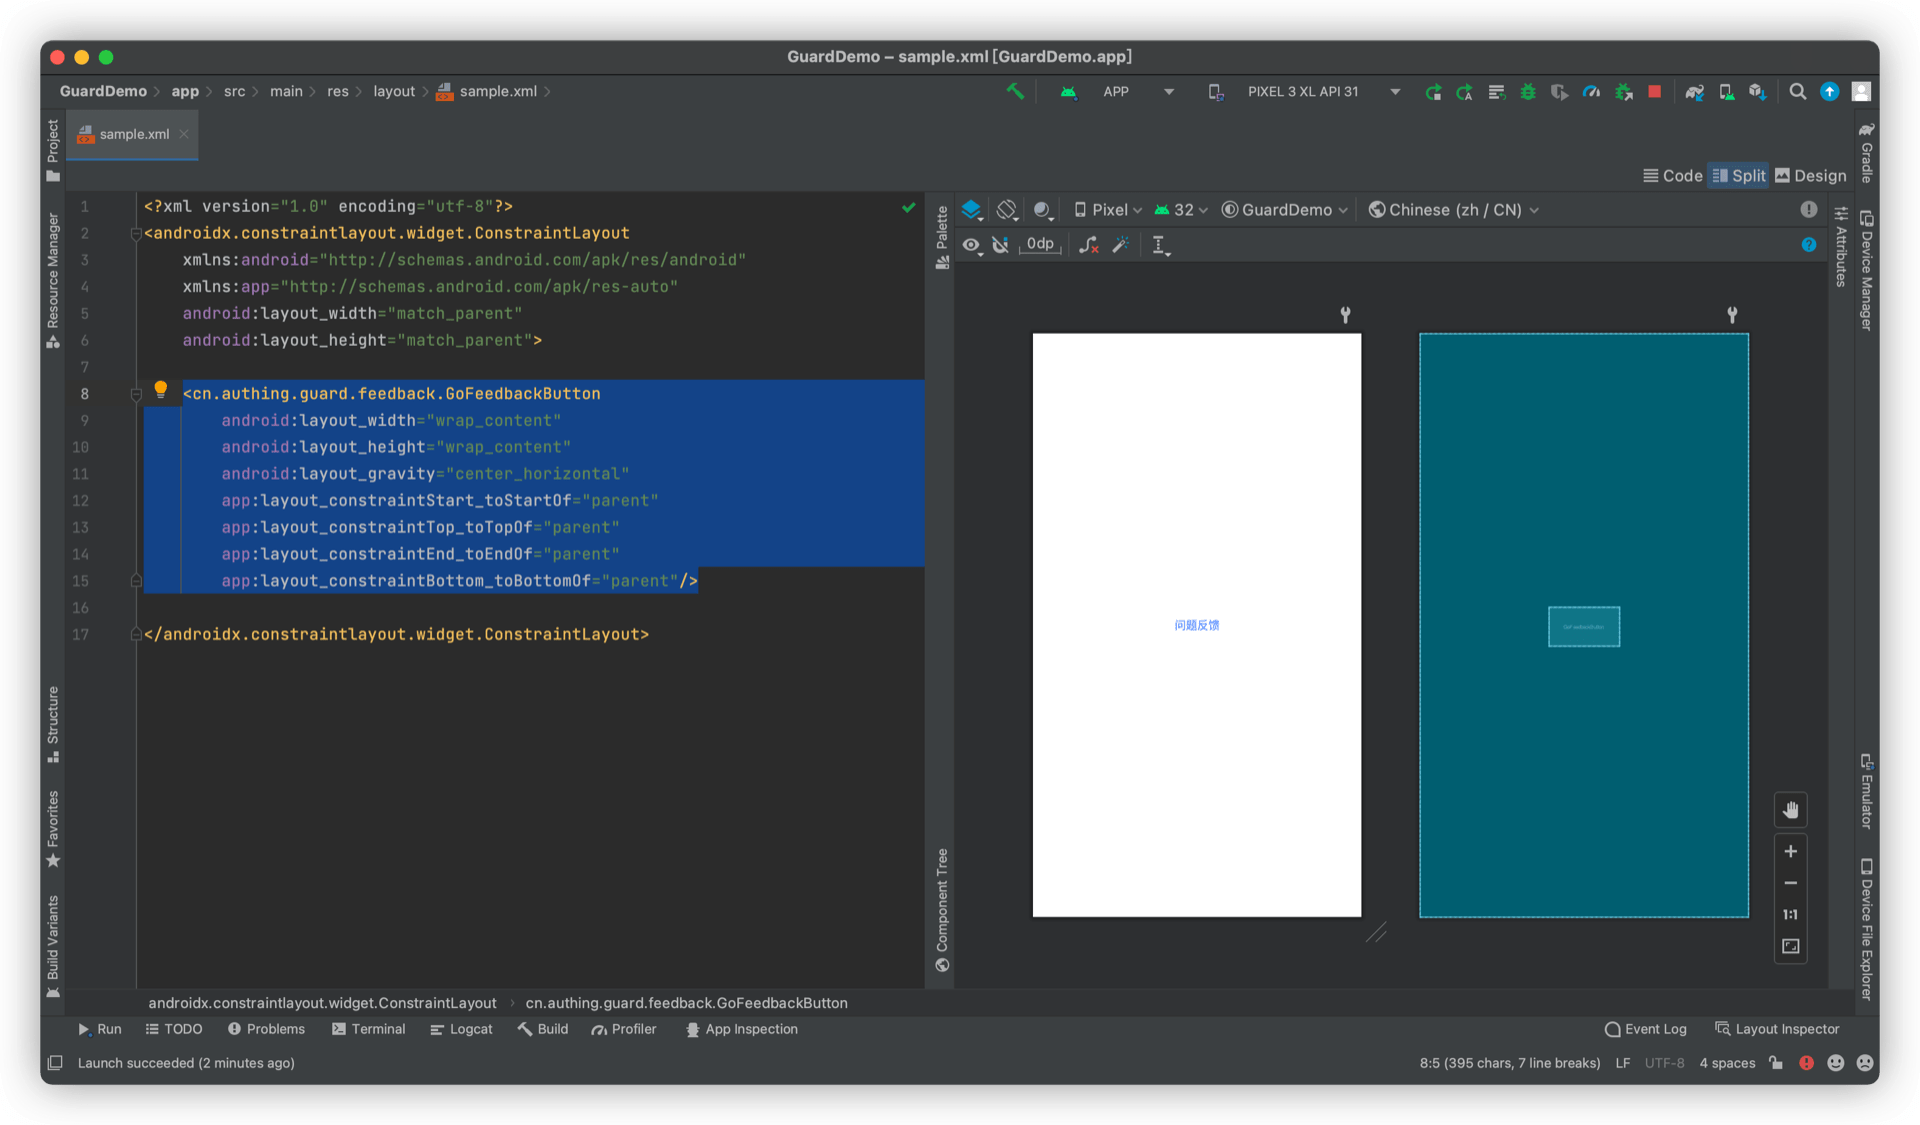 GuardDemo – sample.xml [GuardDemo.app]
GuardDemo app src main res layout sample.xml
APP PIXEL 3 XL API 31
Project
sample.xml
Gradle
Code Split Design
Resource Manager
Palette
Pixel 32 GuardDemo Chinese (zh / CN)
0dp
Attributes
Device Manager
1 <?xml version="1.0" encoding="utf-8"?>
2 <androidx.constraintlayout.widget.ConstraintLayout
3 xmlns:android="http://schemas.android.com/apk/res/android"
4 xmlns:app="http://schemas.android.com/apk/res-auto"
5 android:layout_width="match_parent"
6 android:layout_height="match_parent">
7
8 <cn.authing.guard.feedback.GoFeedbackButton
9 android:layout_width="wrap_content"
10 android:layout_height="wrap_content"
11 android:layout_gravity="center_horizontal"
12 app:layout_constraintStart_toStartOf="parent"
13 app:layout_constraintTop_toTopOf="parent"
14 app:layout_constraintEnd_toEndOf="parent"
15 app:layout_constraintBottom_toBottomOf="parent"/>
16
17 </androidx.constraintlayout.widget.ConstraintLayout>
问题反馈
GoFeedbackButton
Structure
Favorites
Build Variants
Component Tree
Emulator
Device File Explorer
1:1
androidx.constraintlayout.widget.ConstraintLayout cn.authing.guard.feedback.GoFeedbackButton
Run TODO Problems Terminal Logcat Build Profiler App Inspection Event Log Layout Inspector
Launch succeeded (2 minutes ago) 8:5 (395 chars, 7 line breaks) LF UTF-8 4 spaces